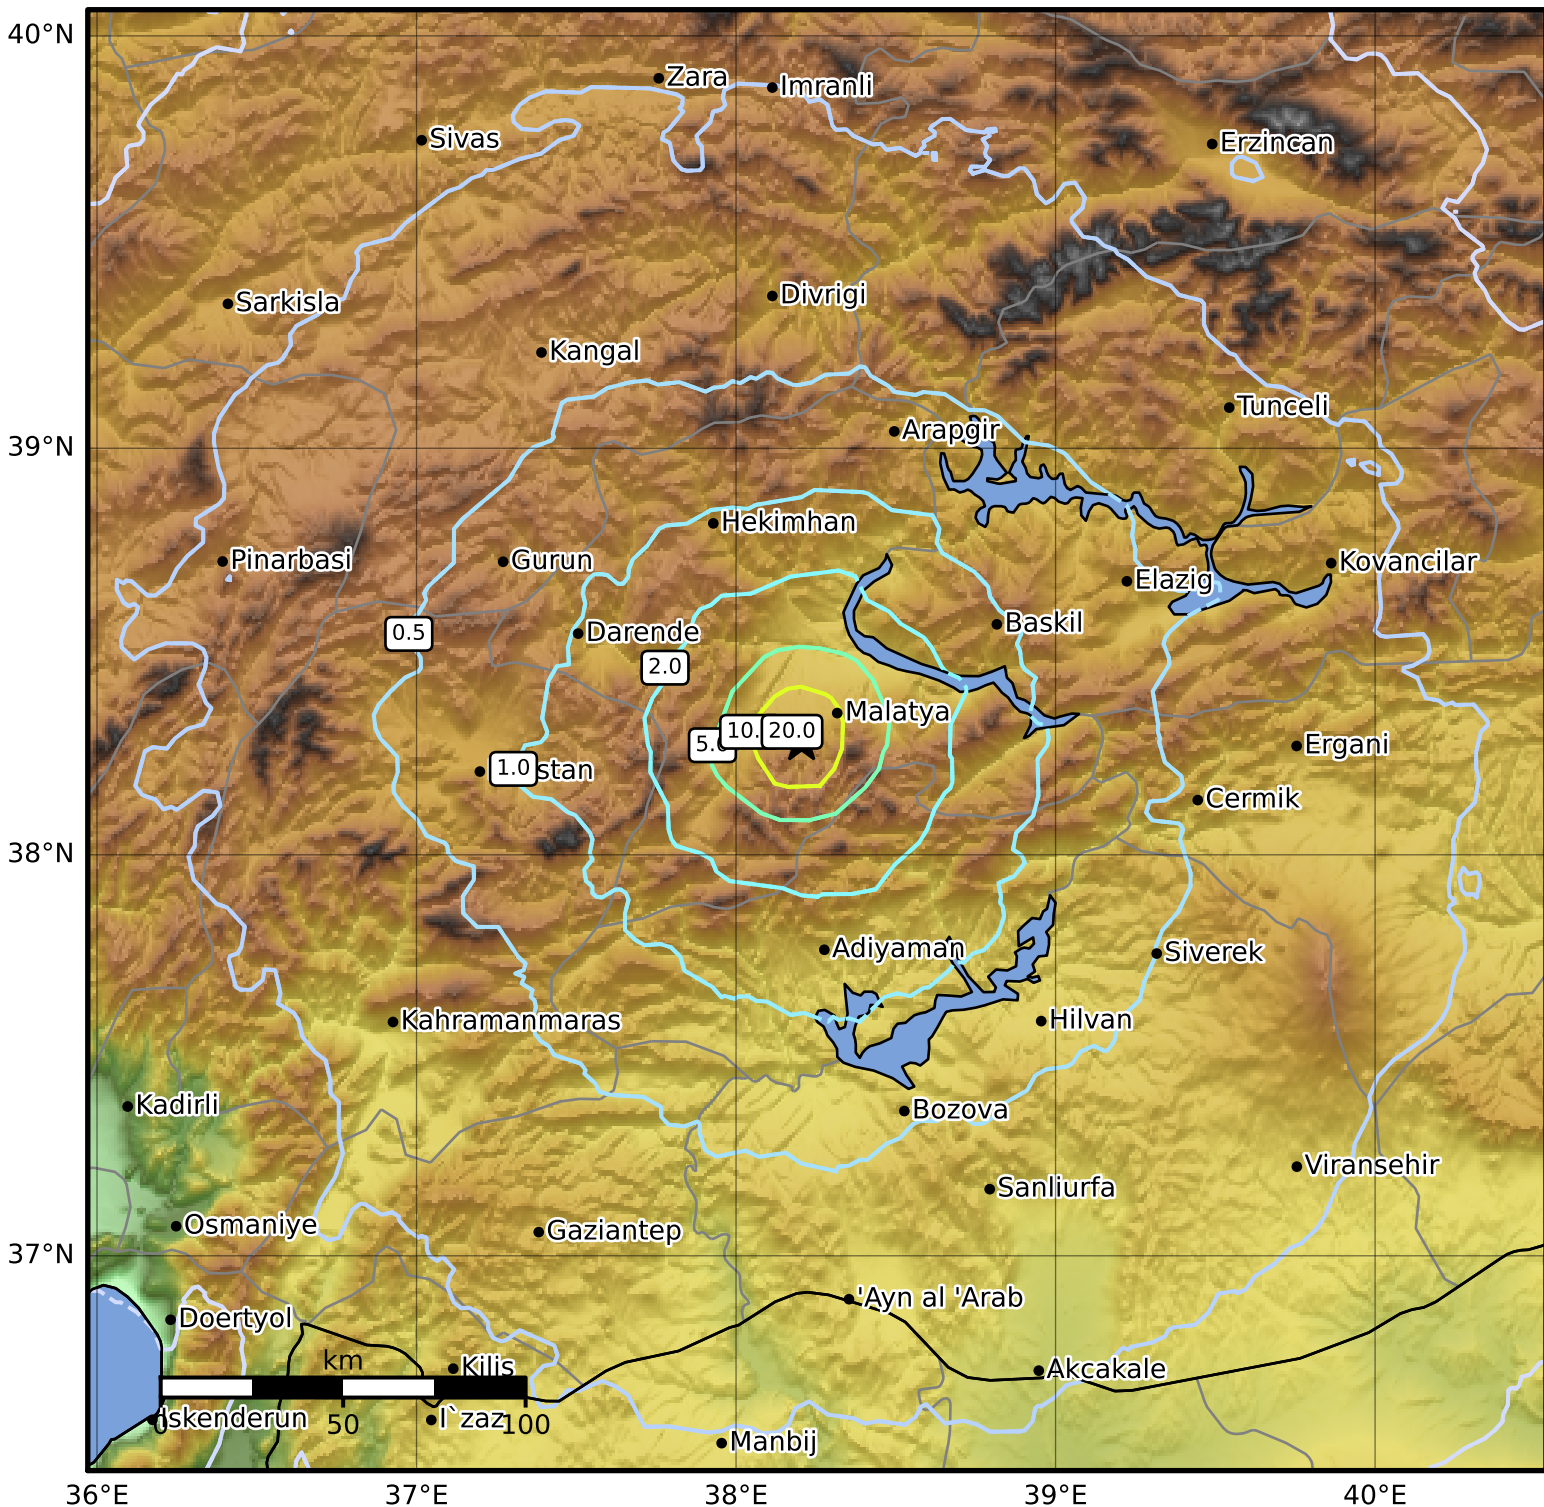 40°N
Zara
Imranli
Sivas
Erzincan
Sarkisla
Divrigi
Kangal
Tunceli
Arapgir
39°N
Hekimhan
Pinarbasi
Gurun
Kovancilar
Elazig
0.5
Darende
Baskil
2.0
Malatya
5.0
10.
20.0
Ergani
1.0
stan
Cermik
38°N
Adiyaman
Siverek
Kahramanmaras
Hilvan
Kadirli
Bozova
Viransehir
Sanliurfa
Osmaniye
Gaziantep
37°N
'Ayn al 'Arab
Doertyol
km
Kilis
Akcakale
Iskenderun
0
50
I`zaz
100
Manbij
36°E
37°E
38°E
39°E
40°E